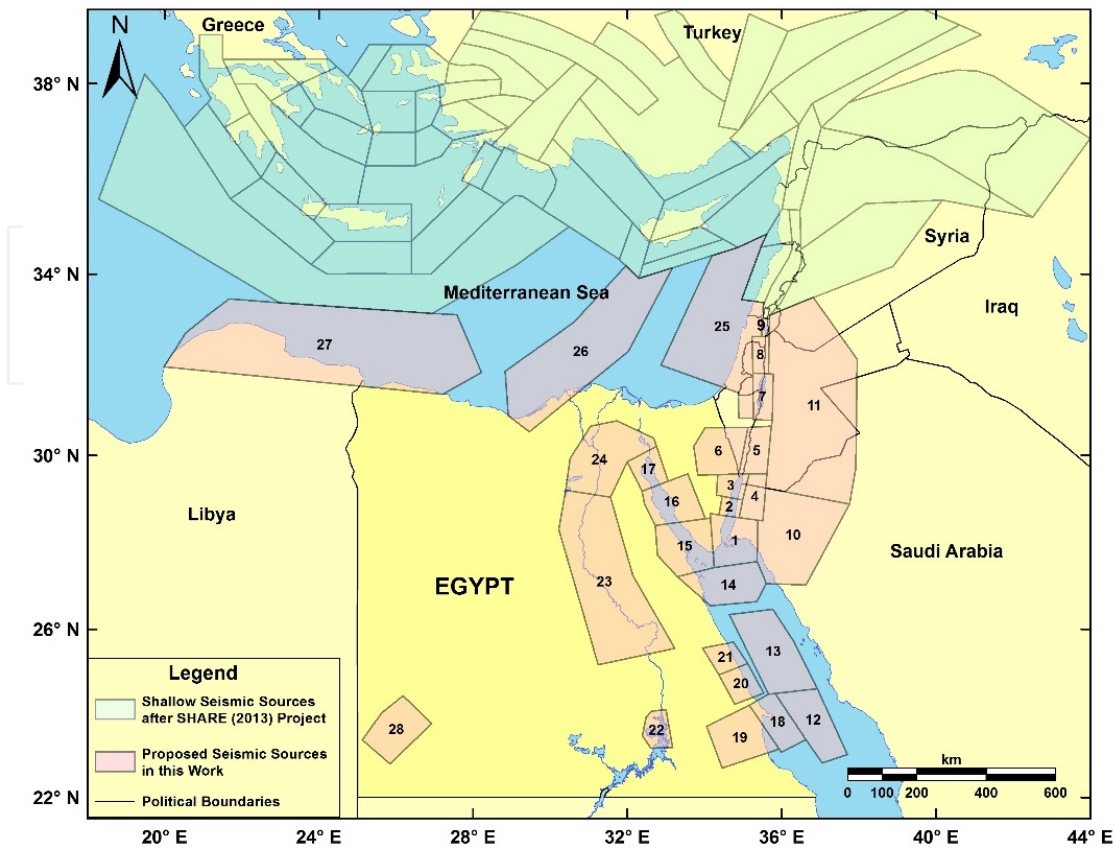 Greece
Turkey
N
38° N
Syria
34° N
Mediterranean Sea
Iraq
25
9
27
26
8
7
11
30° N
24
6
5
17
3
4
16
2
Libya
10
15
1
Saudi Arabia
EGYPT
23
14
26° N
13
21
20
Legend
Shallow Seismic Sources
after SHARE (2013) Project
28
22
19
18
12
Proposed Seismic Sources
in this Work
km
Political Boundaries
0 100 200 400 600
22° N
20° E 24° E 28° E 32° E 36° E 40° E 44° E